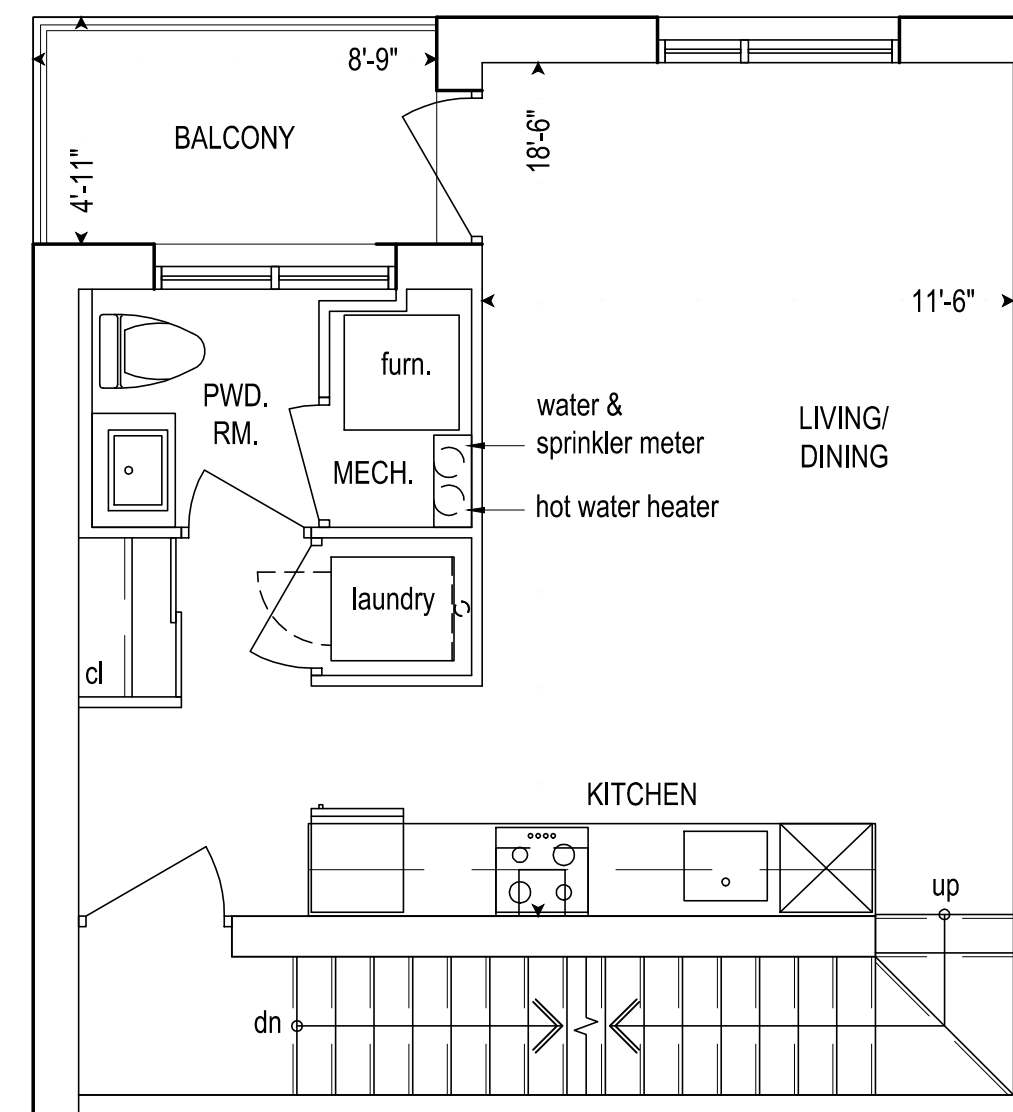 8'-9"
BALCONY
4'-11"
18'-6"
11'-6"
furn.
PWD.
RM.
water &
sprinkler meter
LIVING/
DINING
MECH.
hot water heater
laundry
cl
KITCHEN
up
dn